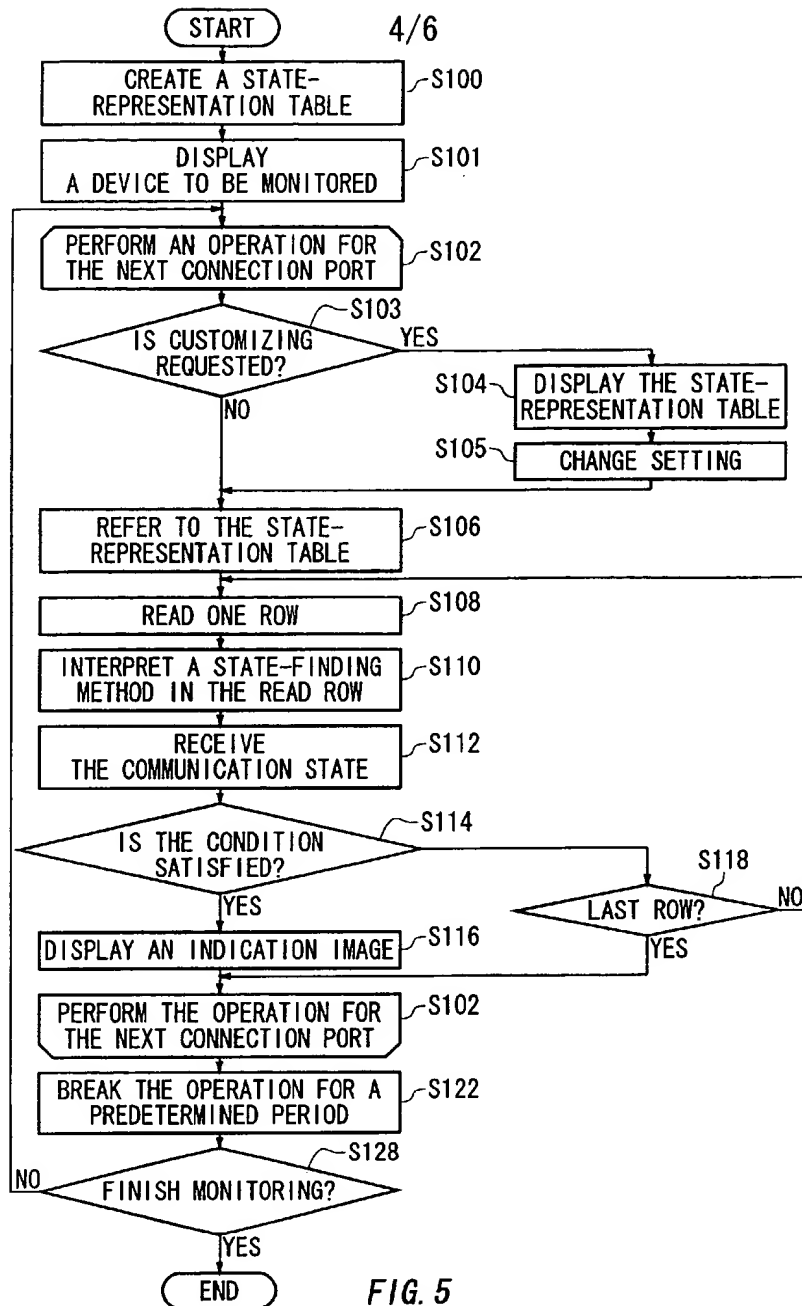 4/6
START
CREATE A STATE-
REPRESENTATION TABLE
S100
DISPLAY
A DEVICE TO BE MONITORED
S101
PERFORM AN OPERATION FOR
THE NEXT CONNECTION PORT
S102
IS CUSTOMIZING
REQUESTED?
S103
YES
NO
S104
DISPLAY THE STATE-
REPRESENTATION TABLE
S105
CHANGE SETTING
REFER TO THE STATE-
REPRESENTATION TABLE
S106
READ ONE ROW
S108
INTERPRET A STATE-FINDING
METHOD IN THE READ ROW
S110
RECEIVE
THE COMMUNICATION STATE
S112
IS THE CONDITION
SATISFIED?
S114
YES
LAST ROW?
S118
NO
YES
DISPLAY AN INDICATION IMAGE
S116
PERFORM THE OPERATION FOR
THE NEXT CONNECTION PORT
S102
BREAK THE OPERATION FOR A
PREDETERMINED PERIOD
S122
FINISH MONITORING?
S128
NO
YES
END
FIG. 5